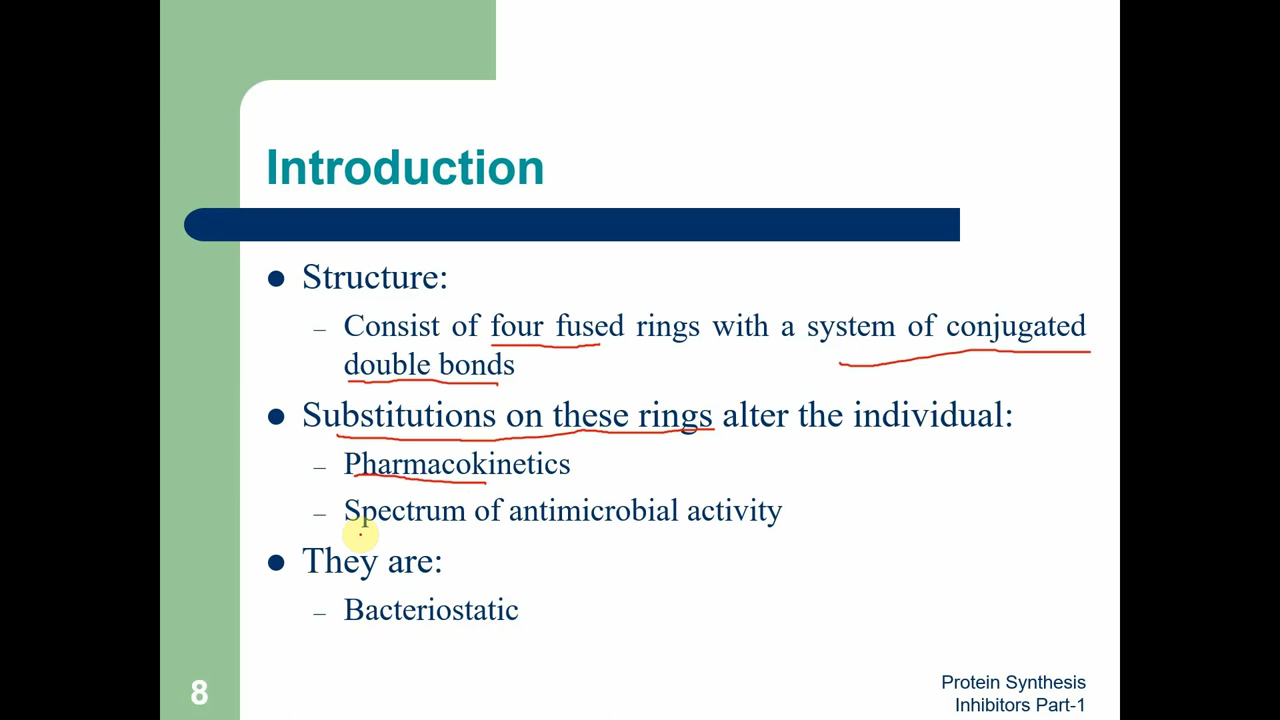 Introduction
● Structure:
– Consist of four fused rings with a system of conjugated
double bonds
● Substitutions on these rings alter the individual:
– Pharmacokinetics
– Spectrum of antimicrobial activity
● They are:
– Bacteriostatic
8
Protein Synthesis
Inhibitors Part-1